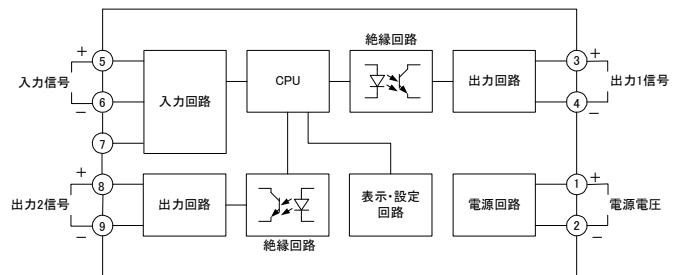 絶縁回路
+
5
入力信号
6
−
7
入力回路
CPU
出力回路
3
+
出力1信号
4
−
+
8
出力2信号
9
−
出力回路
絶縁回路
表示・設定
回路
電源回路
1
+
電源電圧
2
−